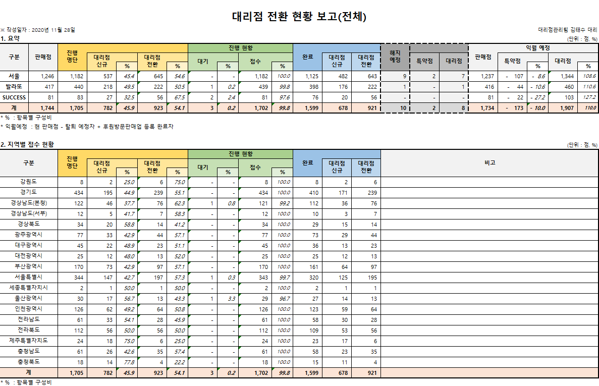 대리점 전환 현황 보고(전체)
※ 작성일자 : 2020년 11월 28일
1. 요약 (단위 : 점, %)
구분 판매점 진행 명단 대리점 신규 % 대리점 전환 % 진행 현황 대기 % 접수 % 완료 대리점 신규 대리점 전환 해지 예정 특약점 대리점 익월 예정 판매점 특약점 % 대리점 %
서울 1,246 1,182 537 45.4 645 54.6 - - 1,182 100.0 1,125 482 643 9 2 7 1,237 - 107 - 8.6 1,344 108.6
부산 417 440 218 49.5 222 50.5 1 0.2 439 99.8 398 176 222 1 - 1 416 - 44 - 10.6 460 110.6
SUCCESS 81 83 27 32.5 56 67.5 2 2.4 81 97.6 76 20 56 - - - 81 - 22 - 27.2 103 127.2
계 1,744 1,705 782 45.9 923 54.1 3 0.2 1,702 99.8 1,599 678 921 10 2 8 1,734 - 173 - 10.0 1,907
* % : 항목별 구성비
* 익월예정 : 현 판매점 - 탈회 예정자 + 후원방문판매업 등록 완료자
2. 지역별 접수 현황 (단위 : 점, %)
구분 진행 명단 대리점 신규 % 대리점 전환 % 진행 현황 대기 % 접수 % 완료 대리점 신규 대리점 전환 비고
강원도 8 2 25.0 6 75.0 - - 8 100.0 8 2 6
경기도 434 195 44.9 239 55.1 - - 434 100.0 410 171 239
경상남도(본청) 122 46 37.7 76 62.3 1 0.8 121 99.2 112 36 76
경상남도(서부) 12 5 41.7 7 58.3 - - 12 100.0 10 3 7
경상북도 34 20 58.8 14 41.2 - - 34 100.0 29 15 14
광주광역시 77 33 42.9 44 57.1 - - 77 100.0 73 29 44
대구광역시 45 22 48.9 23 51.1 - - 45 100.0 36 13 23
대전광역시 25 12 48.0 13 52.0 - - 25 100.0 25 12 13
부산광역시 170 73 42.9 97 57.1 - - 170 100.0 161 64 97
서울특별시 344 147 42.7 197 57.3 1 0.3 343 99.7 325 125 195
세종특별자치시 2 1 50.0 1 50.0 - - 2 100.0 2 1 1
울산광역시 30 17 56.7 13 43.3 1 3.3 29 96.7 27 14 13
인천광역시 126 62 49.2 64 50.8 - - 126 100.0 123 59 64
전라남도 61 33 54.1 28 45.9 - - 61 100.0 58 30 28
전라북도 112 56 50.0 56 50.0 - - 112 100.0 109 53 56
제주특별자치도 24 18 75.0 6 25.0 - - 24 100.0 23 17 6
충청남도 61 26 42.6 35 57.4 - - 61 100.0 58 23 35
충청북도 18 14 77.8 4 22.2 - - 18 100.0 15 11 4
계 1,705 782 45.9 923 54.1 3 0.2 1,702 99.8 1,599 678 921
* % : 항목별 구성비